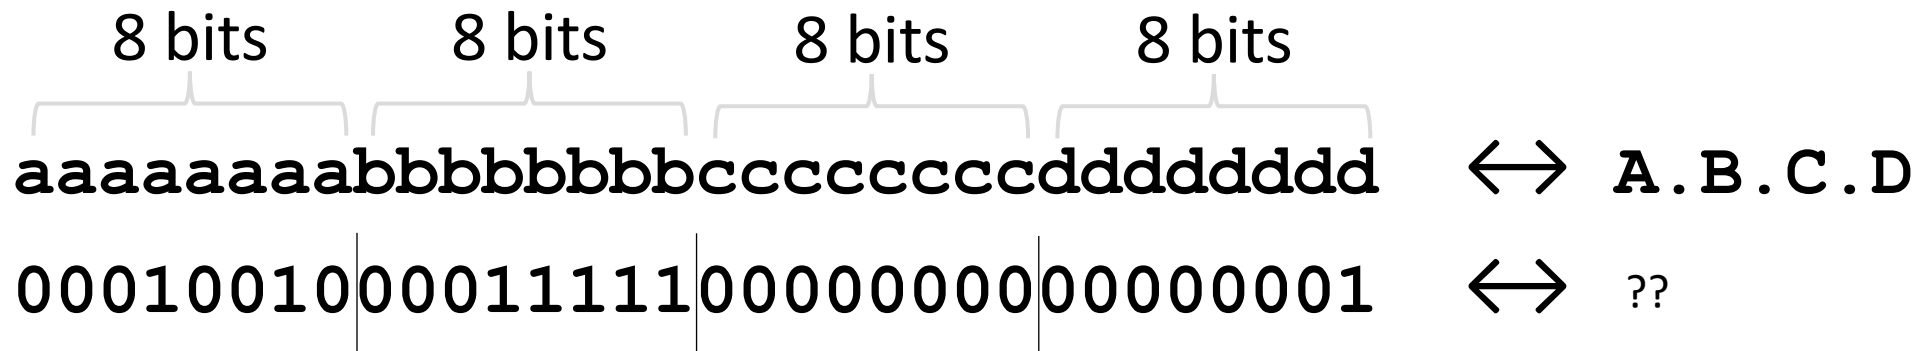 8 bits 8 bits 8 bits 8 bits
aaaaaaaabbbbbbbbccccccccdddddddd ↔ A.B.C.D
00010010000111110000000000000001 ↔ ??